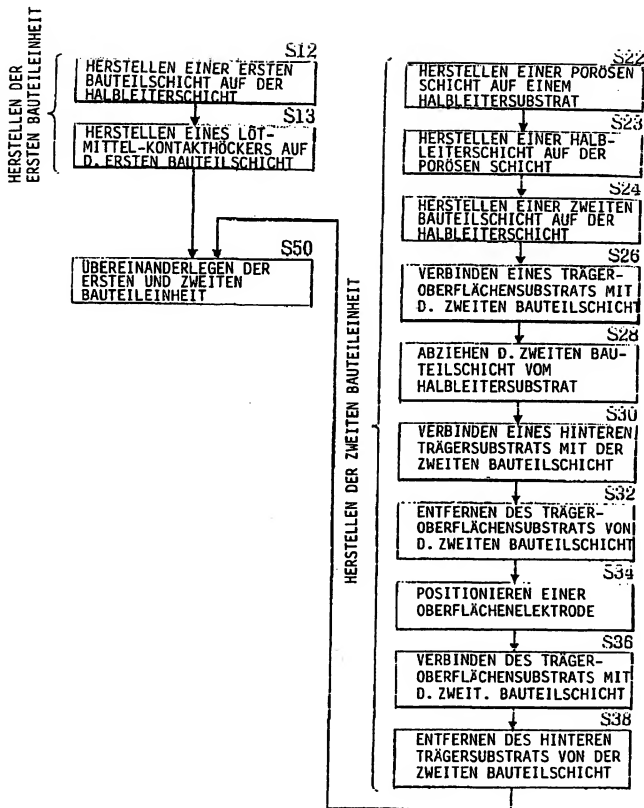 HERSTELLEN DER
ERSTEN BAUTEILEINHEIT
S12
HERSTELLEN EINER ERSTEN
BAUTEILSCHICHT AUF DER
HALBLEITERSCHICHT
S13
HERSTELLEN EINES LÖT-
MITTEL-KONTAKTHÖCKERS AUF
D. ERSTEN BAUTEILSCHICHT
S50
ÜBEREINANDERLEGEN DER
ERSTEN UND ZWEITEN
BAUTEILEINHEIT
HERSTELLEN DER ZWEITEN BAUTEILEINHEIT
S22
HERSTELLEN EINER PORÖSEN
SCHICHT AUF EINEM
HALBLEITERSUBSTRAT
S23
HERSTELLEN EINER HALB-
LEITERSCHICHT AUF DER
PORÖSEN SCHICHT
S24
HERSTELLEN EINER ZWEITEN
BAUTEILSCHICHT AUF DER
HALBLEITERSCHICHT
S26
VERBINDEN EINES TRÄGER-
OBERFLÄCHENSUBSTRATS MIT
D. ZWEITEN BAUTEILSCHICHT
S28
ABZIEHEN D. ZWEITEN BAU-
TEILSCHICHT VOM
HALBLEITERSUBSTRAT
S30
VERBINDEN EINES HINTEREN
TRÄGERSUBSTRATS MIT DER
ZWEITEN BAUTEILSCHICHT
S32
ENTFERNEN DES TRÄGER-
OBERFLÄCHENSUBSTRATS VON
D. ZWEITEN BAUTEILSCHICHT
S34
POSITIONIEREN EINER
OBERFLÄCHENELEKTRODE
S36
VERBINDEN DES TRÄGER-
OBERFLÄCHENSUBSTRATS MIT
D. ZWEIT. BAUTEILSCHICHT
S38
ENTFERNEN DES HINTEREN
TRÄGERSUBSTRATS VON DER
ZWEITEN BAUTEILSCHICHT